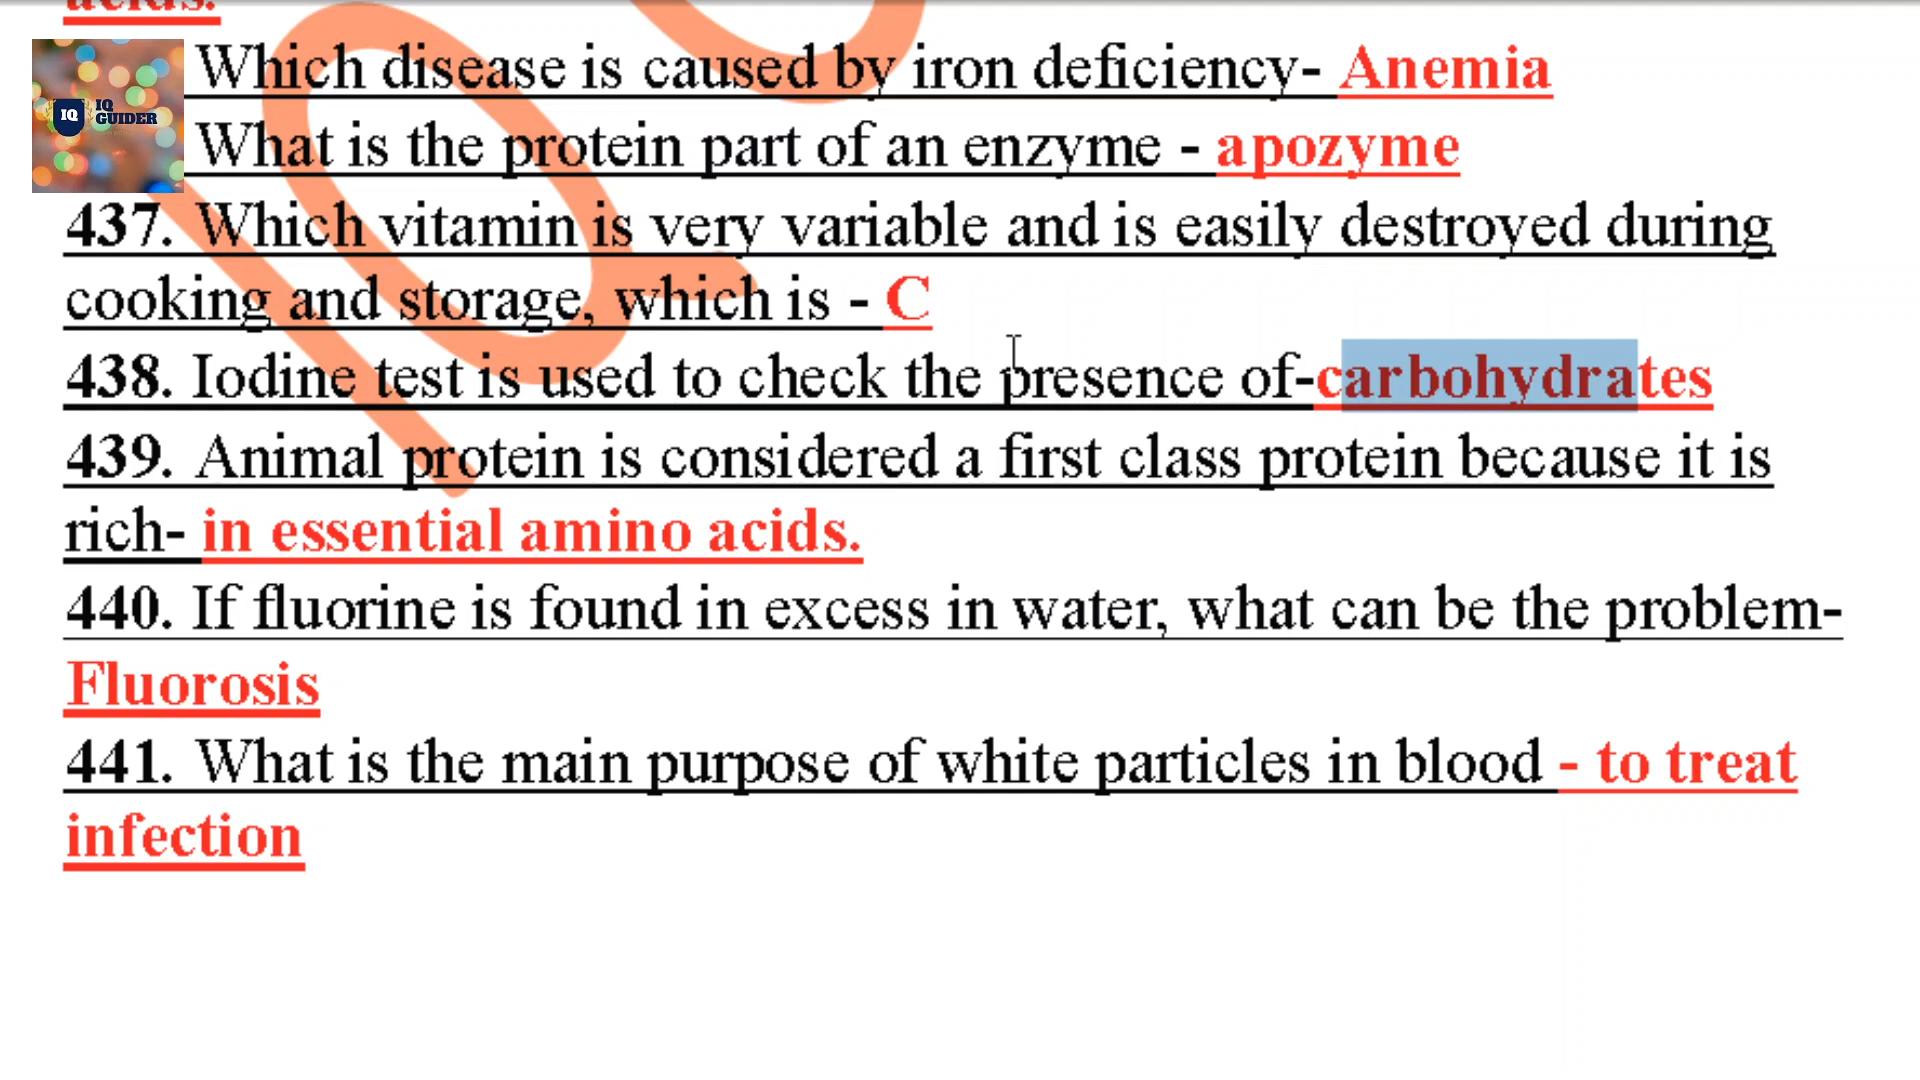 acids.
IQ
IQ
GUIDER
Which disease is caused by iron deficiency- Anemia
What is the protein part of an enzyme - apozyme
437. Which vitamin is very variable and is easily destroyed during
cooking and storage, which is - C
438. Iodine test is used to check the presence of-carbohydrates
439. Animal protein is considered a first class protein because it is
rich- in essential amino acids.
440. If fluorine is found in excess in water, what can be the problem-
Fluorosis
441. What is the main purpose of white particles in blood - to treat
infection